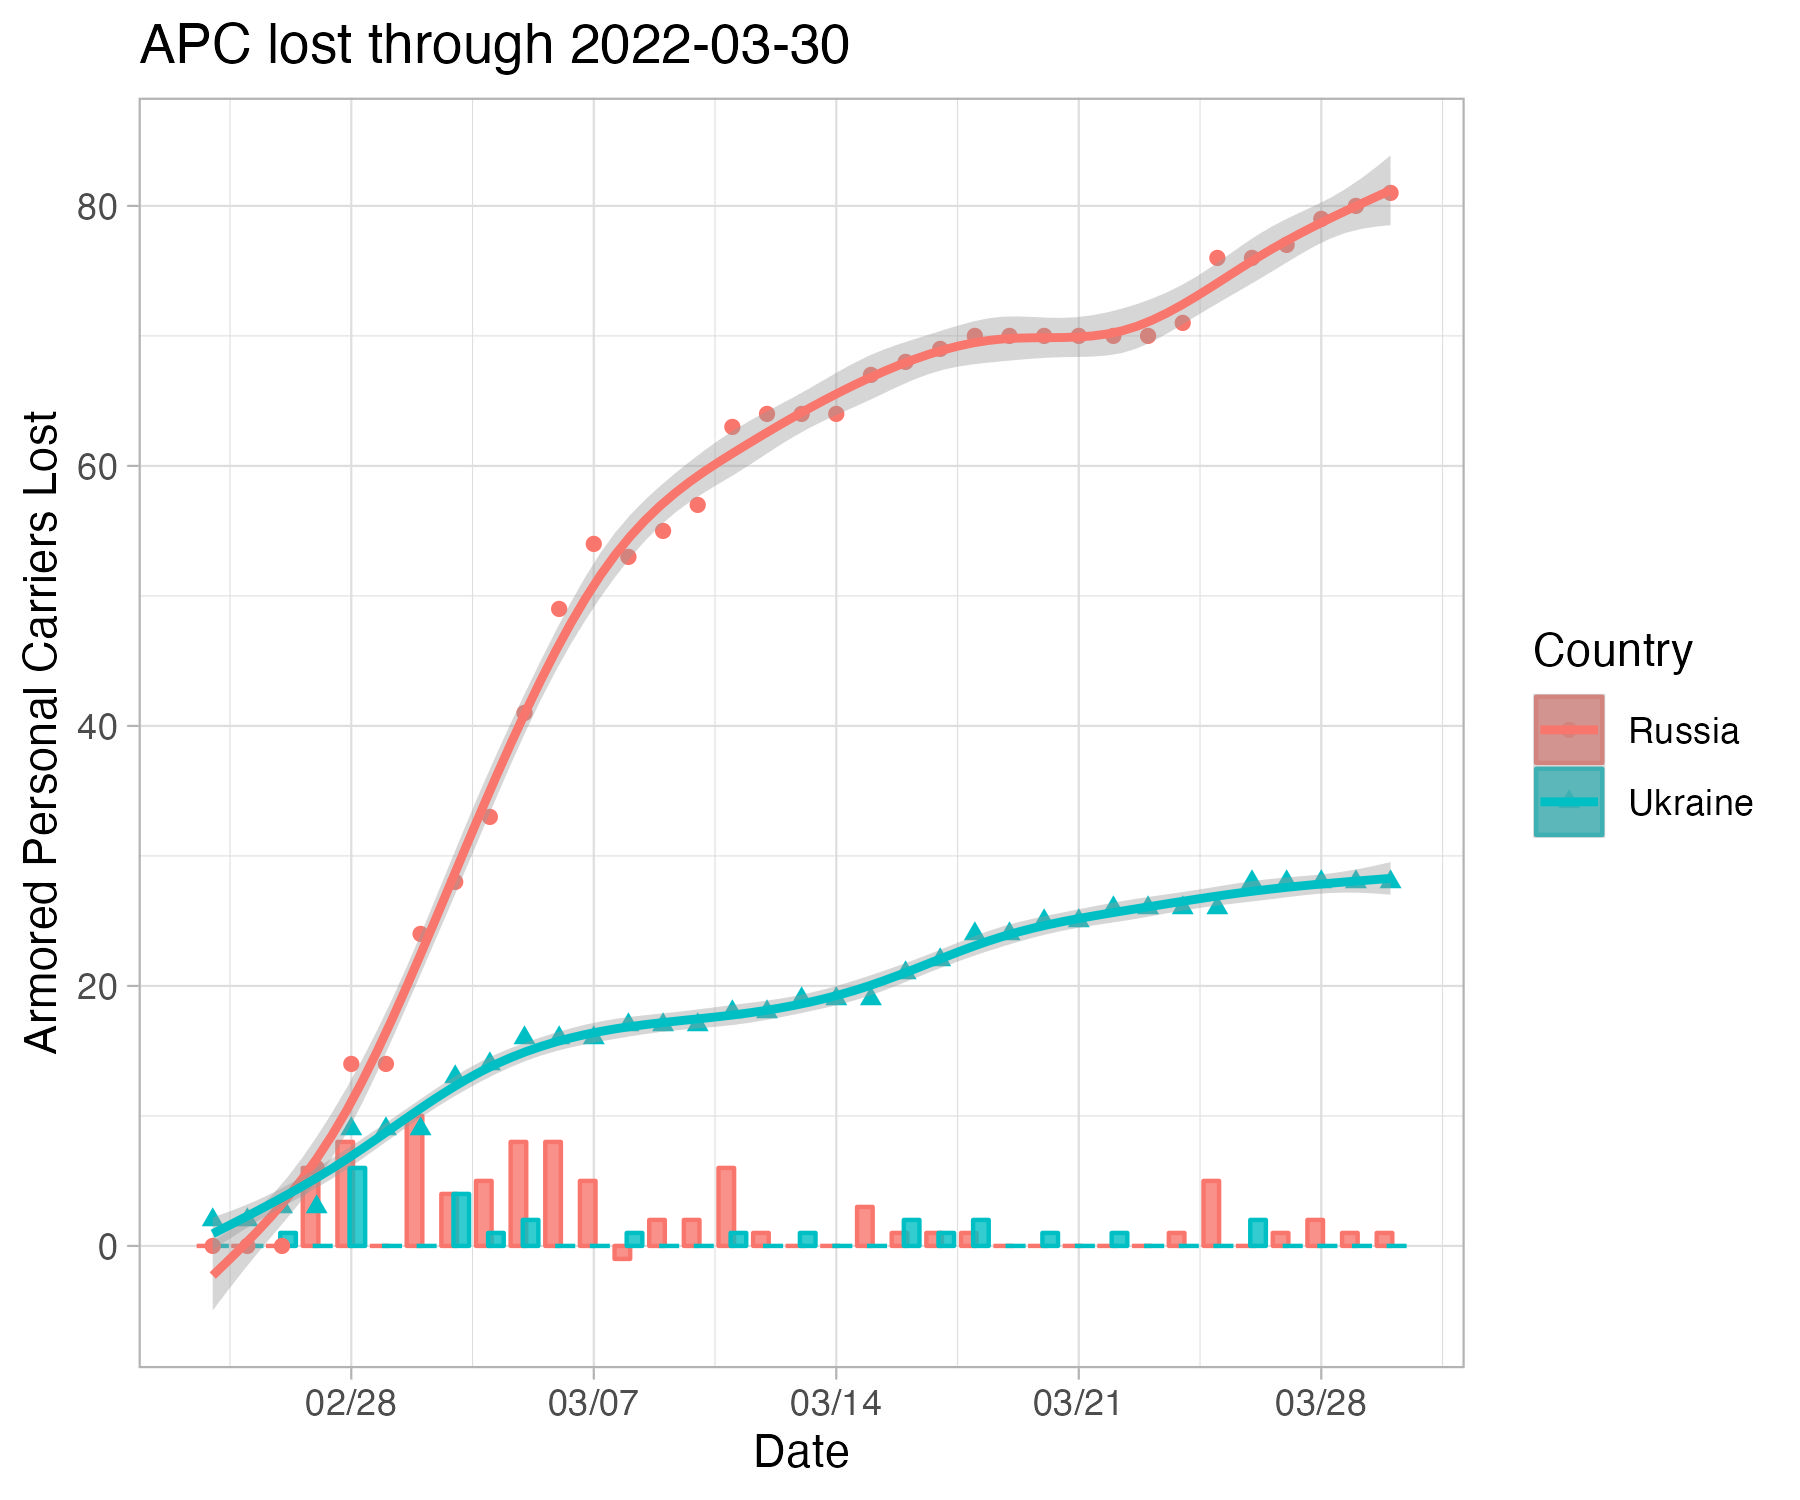 APC lost through 2022-03-30
Armored Personal Carriers Lost
80
60
40
20
0
02/28 03/07 03/14 03/21 03/28
Date
Country
Russia
Ukraine